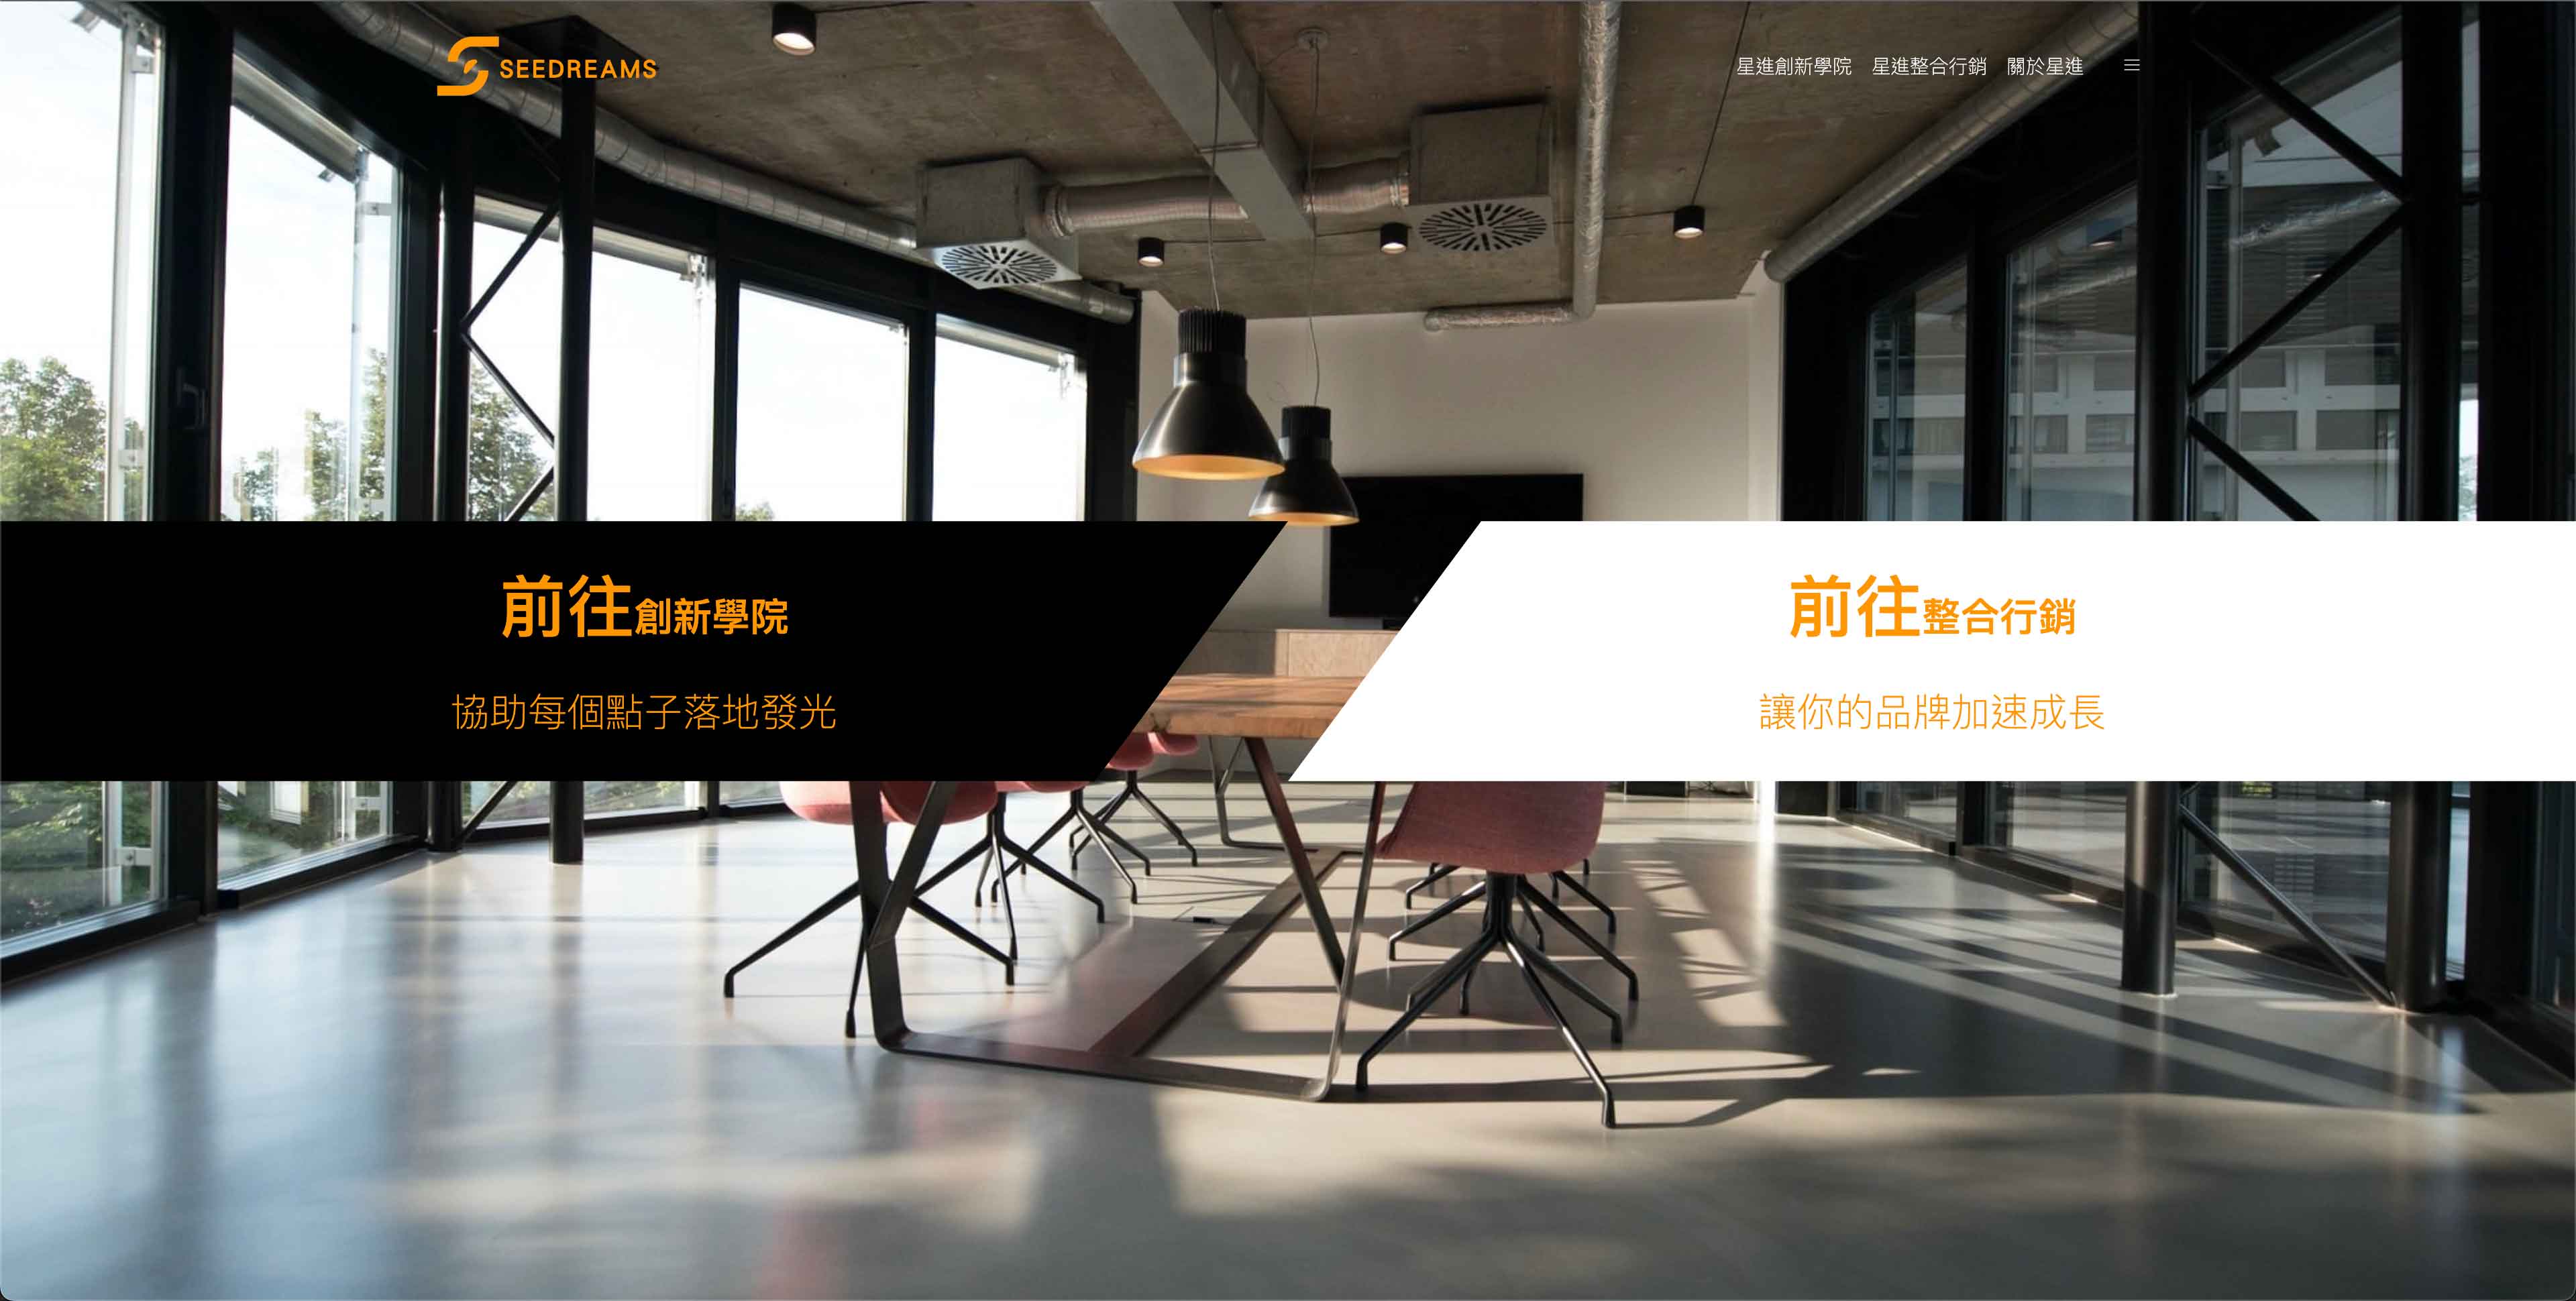 SEEDREAMS
星進創新學院 星進整合行銷 關於星進
前往創新學院
協助每個點子落地發光
前往整合行銷
讓你的品牌加速成長